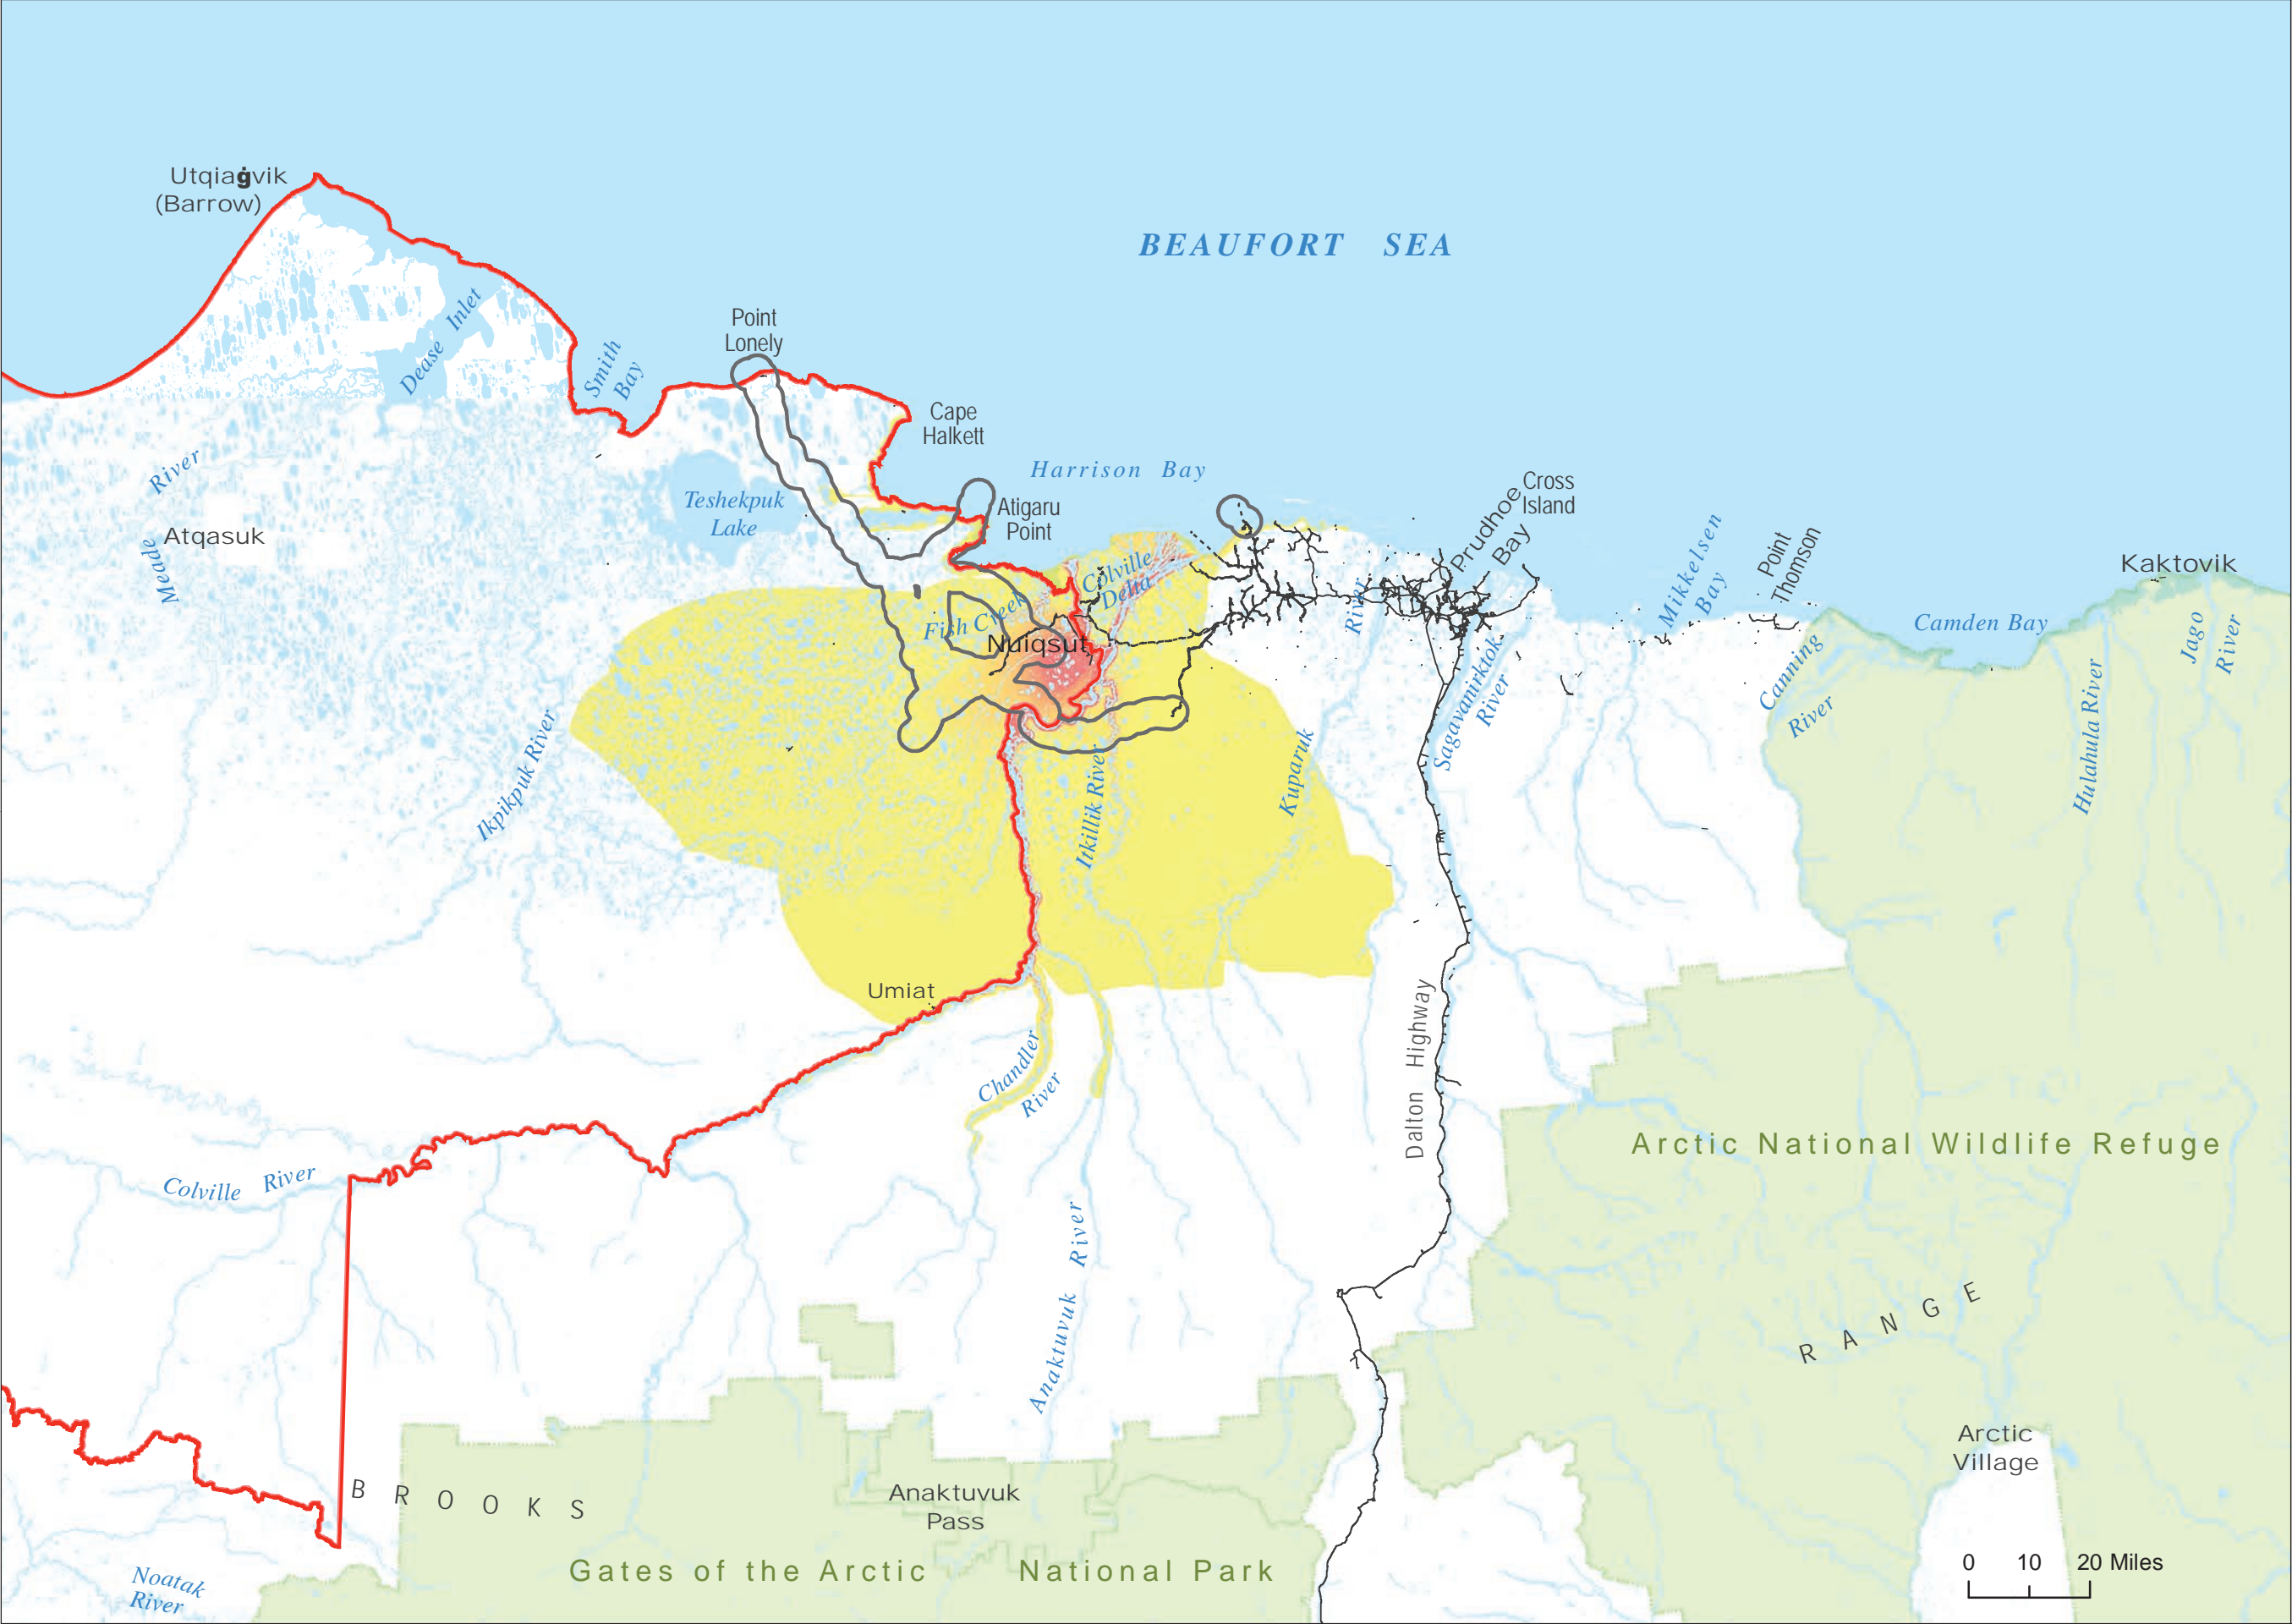 Utqiaġvik
(Barrow)
BEAUFORT SEA
Dease Inlet
Smith
Bay
Point
Lonely
Cape
Halkett
Harrison Bay
Teshekpuk
Lake
Atigaru
Point
Meade River
Atqasuk
Prudhoe
Bay
Cross
Island
Mikkelsen
Bay
Point
Thomson
Kaktovik
Camden Bay
Colville
Delta
Fish Creek
Nuiqsut
Kuparuk River
Sagavanirktok
River
Canning
River
Hulahula River
Jago
River
Ikpikpuk River
Itkillik River
Umiat
Chandler
River
Dalton Highway
Arctic National Wildlife Refuge
Colville River
Anaktuvuk River
BROOKS RANGE
Anaktuvuk
Pass
Arctic
Village
Gates of the Arctic National Park
Noatak
River
0 10 20 Miles